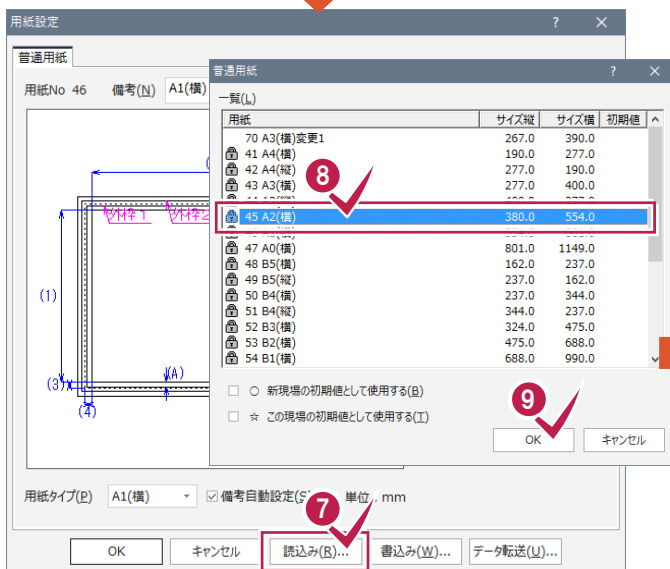 用紙設定 ? ×
普通用紙
用紙No 46 備考(N) A1(横)
外枠1 外枠2
(1)
(3)
(4)
(A)
普通用紙 ? ×
一覧(L)
用紙 サイズ縦 サイズ横 初期値
70 A3(横)変更1 267.0 390.0
41 A4(横) 190.0 277.0
42 A4(縦) 277.0 190.0
43 A3(横) 277.0 400.0
8
45 A2(横) 380.0 554.0
47 A0(横) 801.0 1149.0
48 B5(横) 162.0 237.0
49 B5(縦) 237.0 162.0
50 B4(横) 237.0 344.0
51 B4(縦) 344.0 237.0
52 B3(横) 324.0 475.0
53 B2(横) 475.0 688.0
54 B1(横) 688.0 990.0
○ 新現場の初期値として使用する(B)
☆ この現場の初期値として使用する(T)
9
OK キャンセル
用紙タイプ(P) A1(横) 備考自動設定(S) 単位: mm
7
OK キャンセル 読込み(R)... 書込み(W)... データ転送(U)...